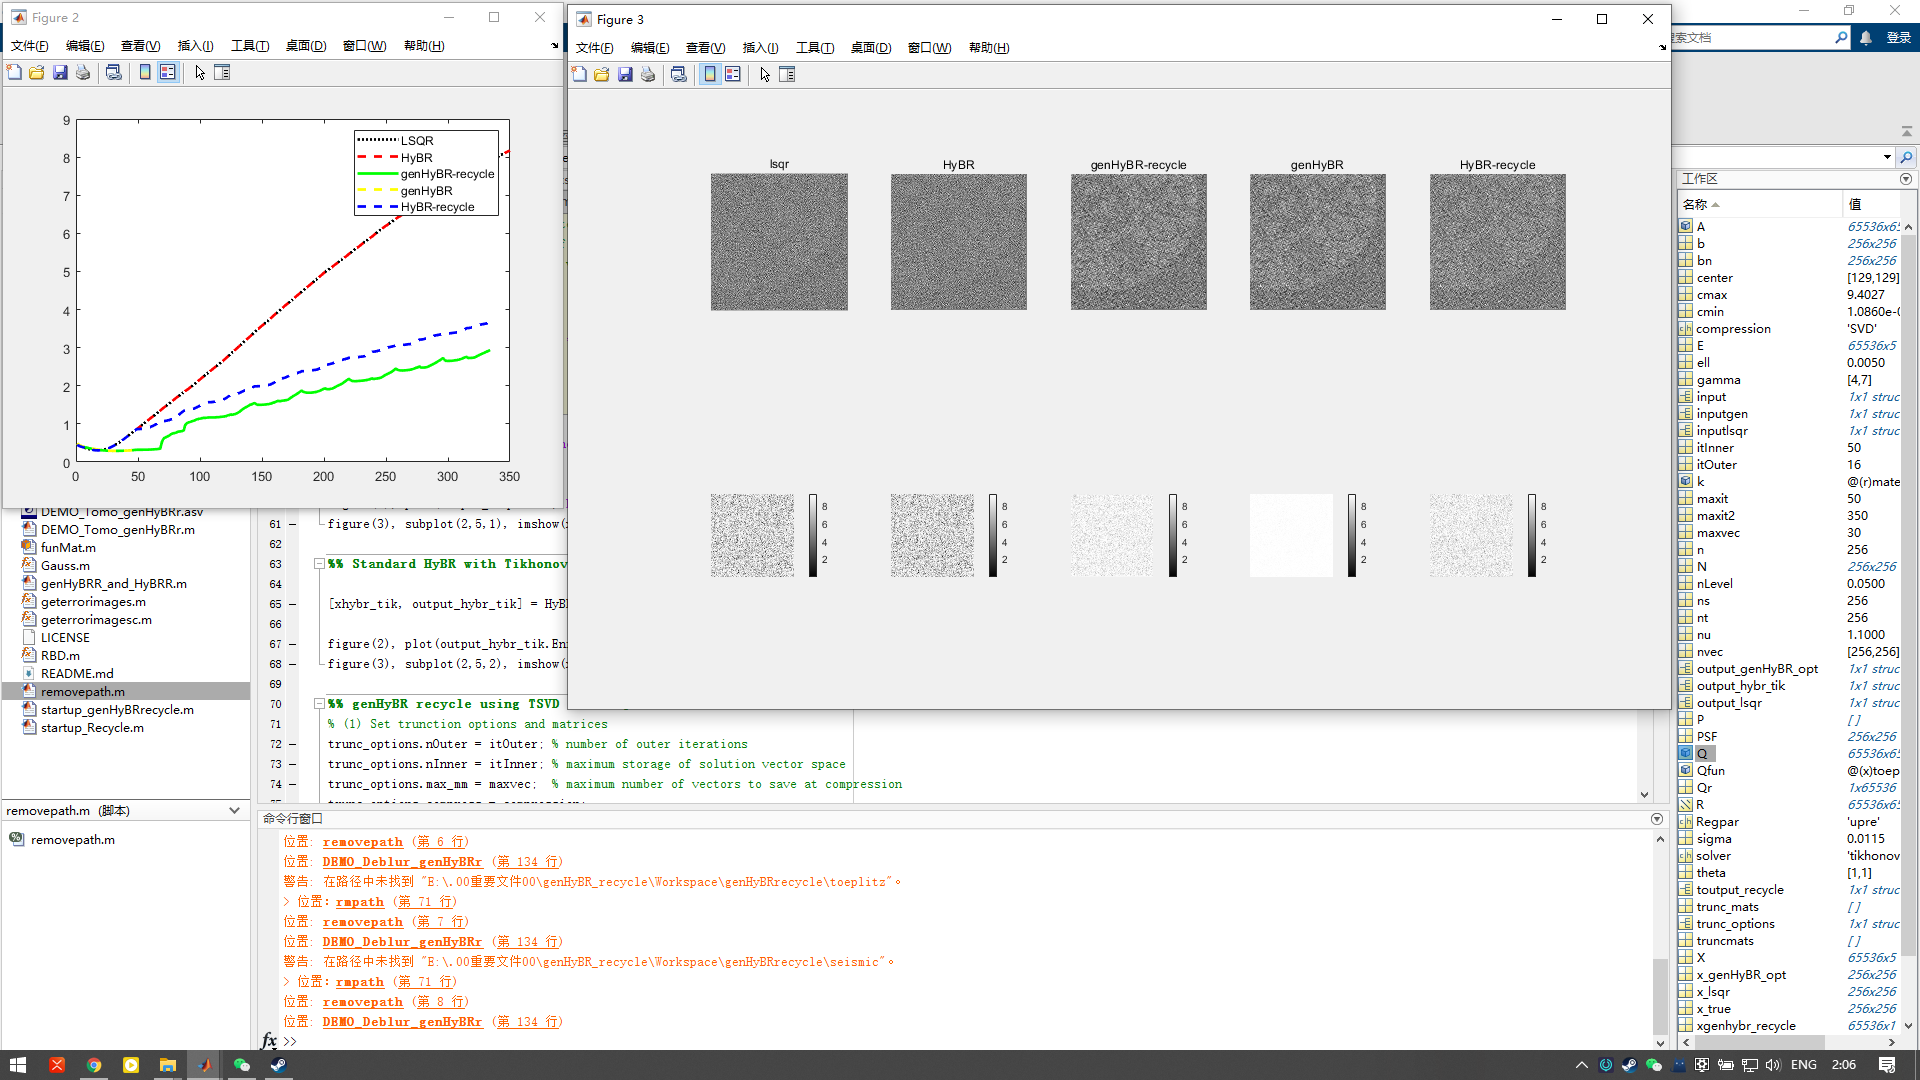 Figure 2
文件(F) 编辑(E) 查看(V) 插入(I) 工具(T) 桌面(D) 窗口(W) 帮助(H)
9
8
7
6
5
4
3
2
1
0
0 50 100 150 200 250 300 350
LSQR
HyBR
genHyBR-recycle
genHyBR
HyBR-recycle
Figure 3
文件(F) 编辑(E) 查看(V) 插入(I) 工具(T) 桌面(D) 窗口(W) 帮助(H)
lsqr HyBR genHyBR-recycle genHyBR HyBR-recycle
8 8 8 8 8
6 6 6 6 6
4 4 4 4 4
2 2 2 2 2
搜索文档
登录
工作区
名称 值
A 65536x65
b 256x256
bn 256x256
center [129,129]
cmax 9.4027
cmin 1.0860e-0
compression 'SVD'
E 65536x5
ell 0.0050
gamma [4,7]
input 1x1 struc
inputgen 1x1 struc
inputlsqr 1x1 struc
itInner 50
itOuter 16
k @(r)mate
maxit 50
maxit2 350
maxvec 30
n 256
N 256x256
nLevel 0.0500
ns 256
nt 256
nu 1.1000
nvec [256,256]
output_genHyBR_opt 1x1 struc
output_hybr_tik 1x1 struc
output_lsqr 1x1 struc
P []
PSF 256x256
Q 65536x65
Qfun @(x)toep
Qr 1x65536
R 65536x65
Regpar 'upre'
sigma 0.0115
solver 'tikhonov
theta [1,1]
toutput_recycle 1x1 struc
trunc_mats []
trunc_options 1x1 struc
truncmats []
X 65536x5
x_genHyBR_opt 256x256
x_lsqr 256x256
x_true 256x256
xgenhybr_recycle 65536x1
DEMO_Tomo_genHyBRr.asv
DEMO_Tomo_genHyBRr.m
funMat.m
Gauss.m
genHyBRR_and_HyBRR.m
geterrorimages.m
geterrorimagesc.m
LICENSE
RBD.m
README.md
removepath.m
startup_genHyBRrecycle.m
startup_Recycle.m
removepath.m (脚本)
removepath.m
61 figure(3), subplot(2,5,1), imshow(
62
63 %% Standard HyBR with Tikhonov
64
65 [xhybr_tik, output_hybr_tik] = HyB
66
67 figure(2), plot(output_hybr_tik.En
68 figure(3), subplot(2,5,2), imshow(
69
70 %% genHyBR recycle using TSVD
71 % (1) Set trunction options and matrices
72 trunc_options.nOuter = itOuter; % number of outer iterations
73 trunc_options.nInner = itInner; % maximum storage of solution vector space
74 trunc_options.max_mm = maxvec; % maximum number of vectors to save at compression
命令行窗口
位置: removepath (第 6 行)
位置: DEMO_Deblur_genHyBRr (第 134 行)
警告: 在路径中未找到 "E:\.00重要文件00\genHyBR_recycle\Workspace\genHyBRrecycle\toeplitz"。
> 位置: rmpath (第 71 行)
位置: removepath (第 7 行)
位置: DEMO_Deblur_genHyBRr (第 134 行)
警告: 在路径中未找到 "E:\.00重要文件00\genHyBR_recycle\Workspace\genHyBRrecycle\seismic"。
> 位置: rmpath (第 71 行)
位置: removepath (第 8 行)
位置: DEMO_Deblur_genHyBRr (第 134 行)
fx >>
ENG 2:06